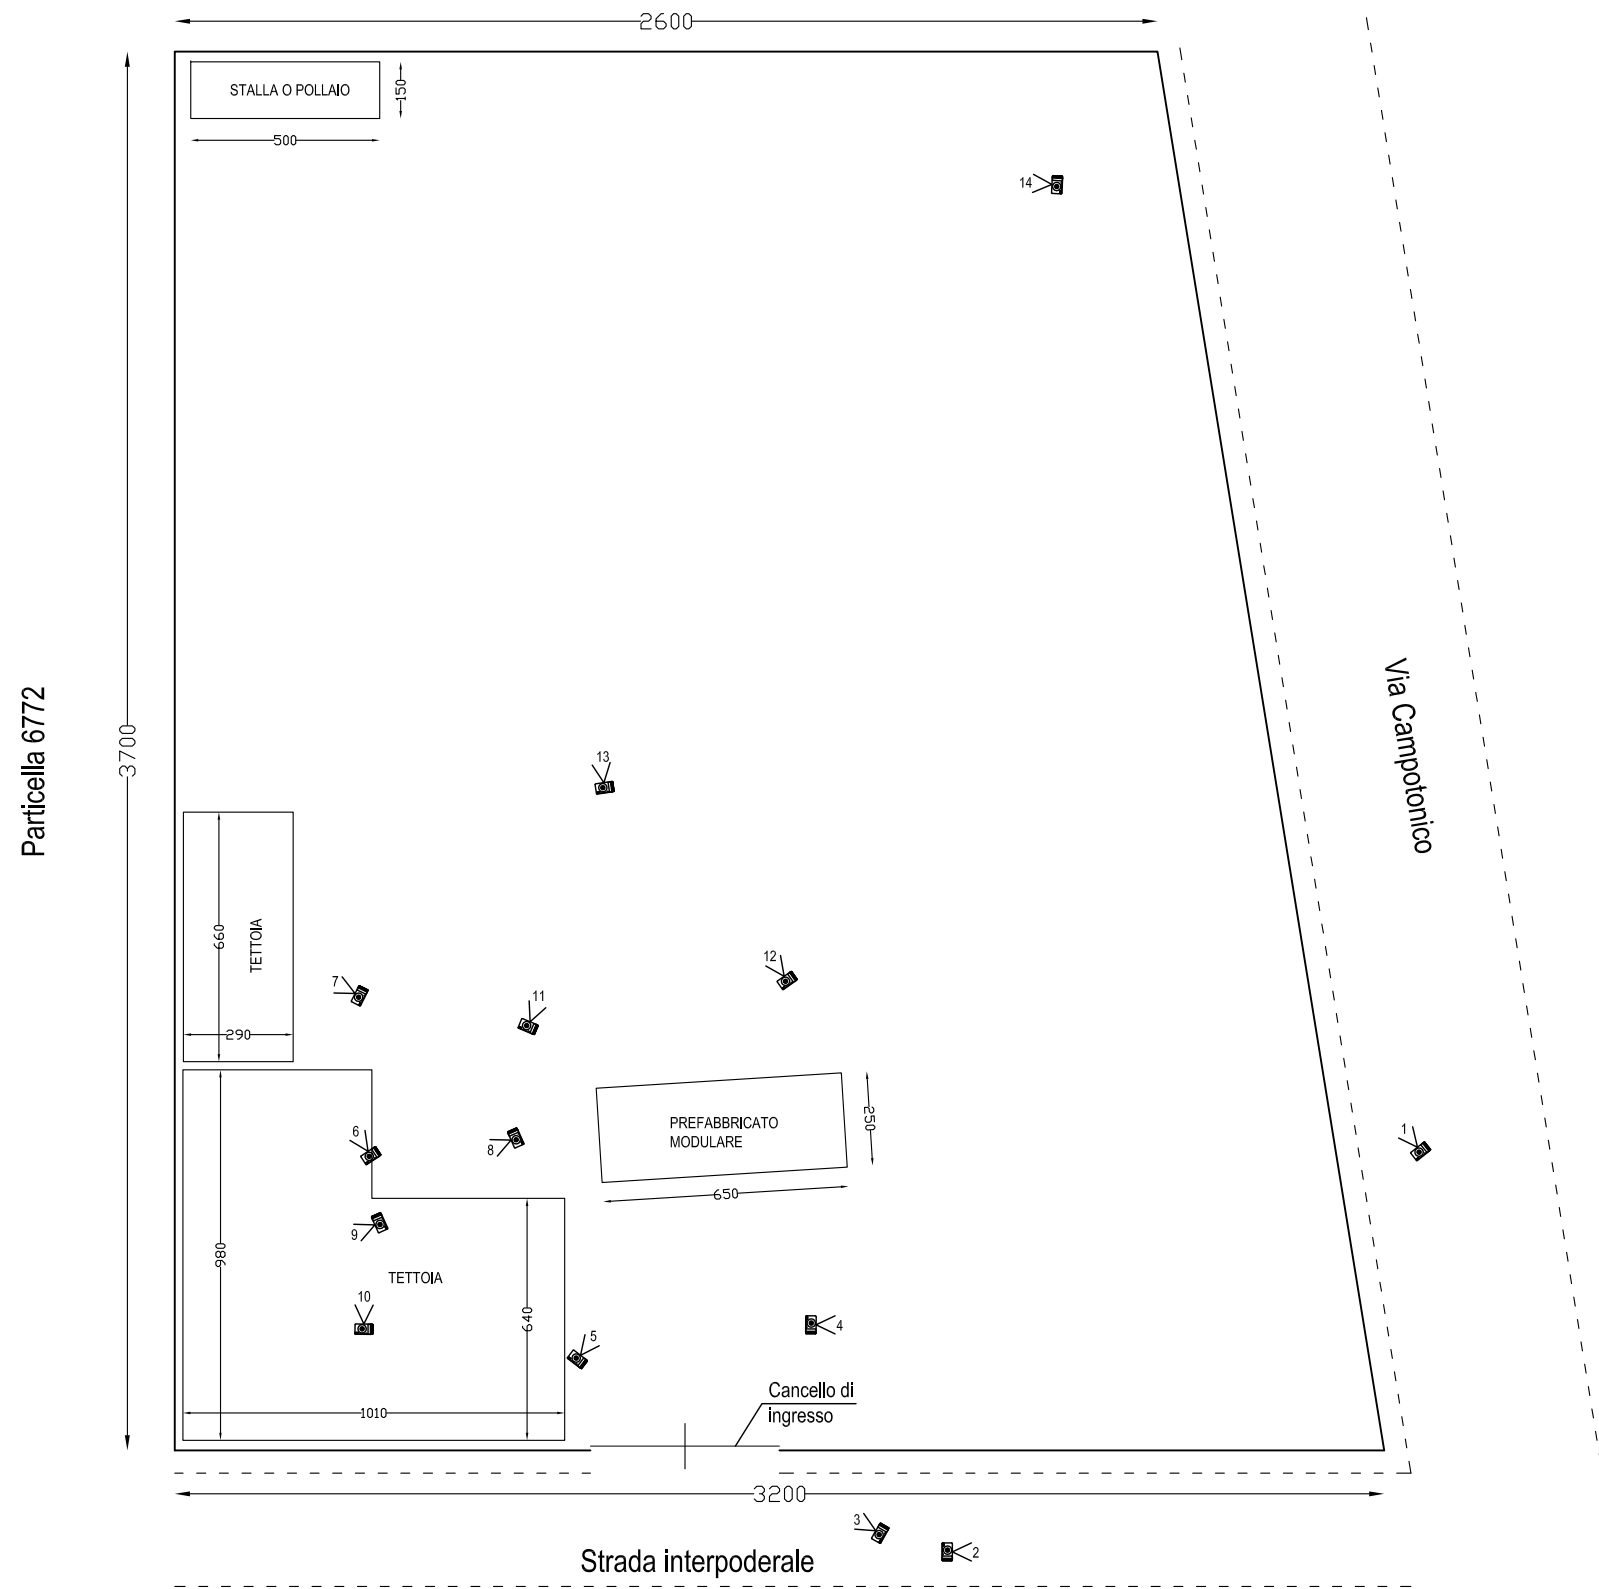 2600
STALLA O POLLAIO
150
500
14
Particella 6772
3700
Via Campotonico
13
660
TETTOIA
290
7
11
12
PREFABBRICATO
MODULARE
250
650
1
6
8
9
980
TETTOIA
10
640
5
4
1010
Cancello di
ingresso
3200
3
2
Strada interpoderale